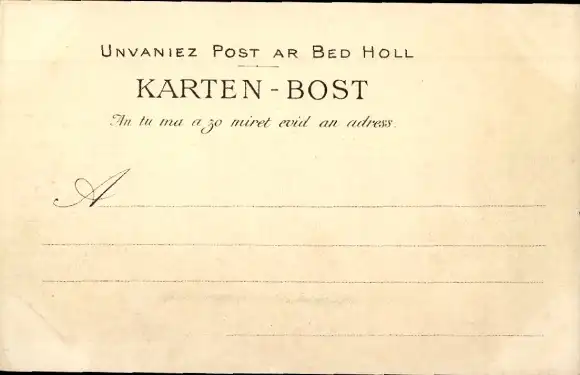 UNVANIEZ POST AR BED HOLL
KARTEN-BOST
An tu ma a zo miret evid an adress.
A